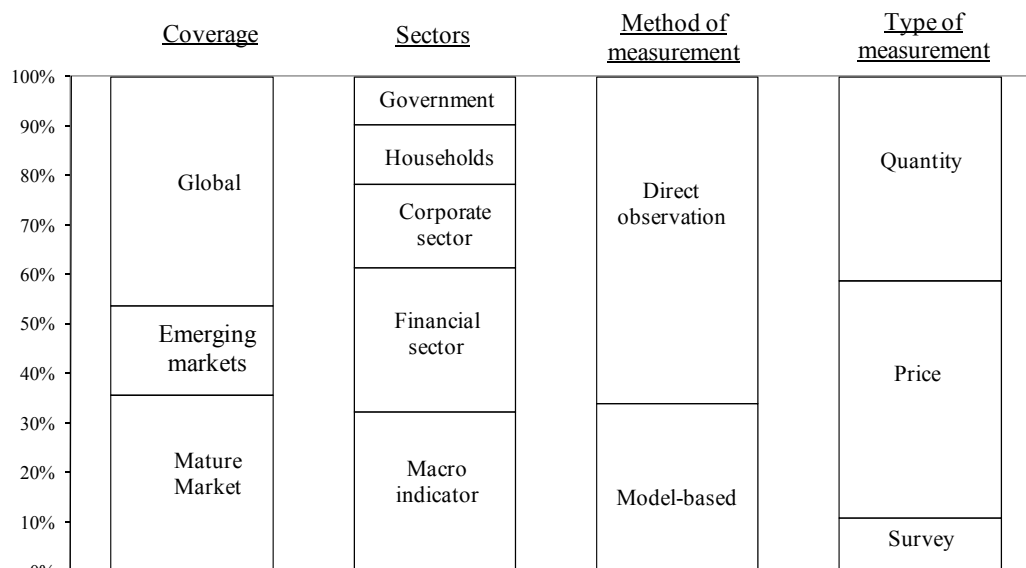 Coverage
Sectors
Method of
measurement
Type of
measurement
100%
90%
80%
70%
60%
50%
40%
30%
20%
10%
0%
Global
Emerging
markets
Mature
Market
Government
Households
Corporate
sector
Financial
sector
Macro
indicator
Direct
observation
Model-based
Quantity
Price
Survey